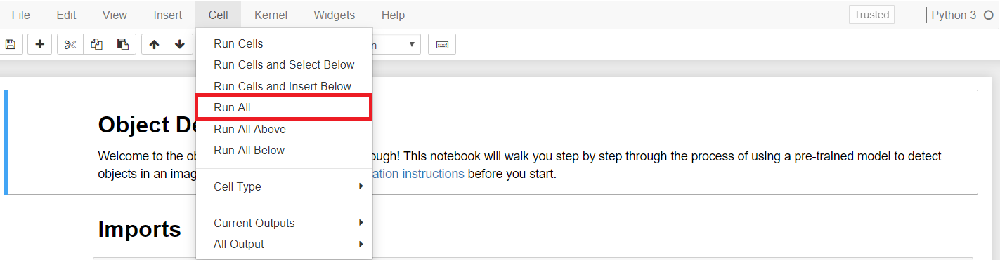 File Edit View Insert Cell Kernel Widgets Help Trusted Python 3
Run Cells
Run Cells and Select Below
Run Cells and Insert Below
Run All
Run All Above
Run All Below
Cell Type
Current Outputs
All Output
Object De
Welcome to the ob ough! This notebook will walk you step by step through the process of using a pre-trained model to detect
objects in an imag ation instructions before you start.
Imports